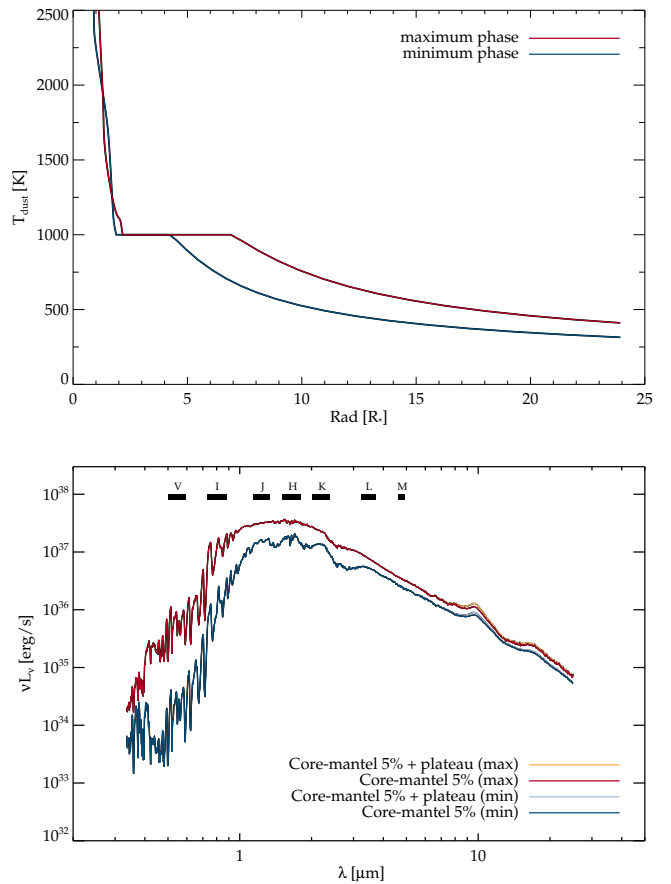 2500
2000
1500
1000
500
0
T_dust [K]
maximum phase
minimum phase
0 5 10 15 20 25
Rad [R*]
10^38
10^37
10^36
10^35
10^34
10^33
10^32
νL_ν [erg/s]
V I J H K L M
Core-mantel 5% + plateau (max)
Core-mantel 5% (max)
Core-mantel 5% + plateau (min)
Core-mantel 5% (min)
1 10
λ [μm]